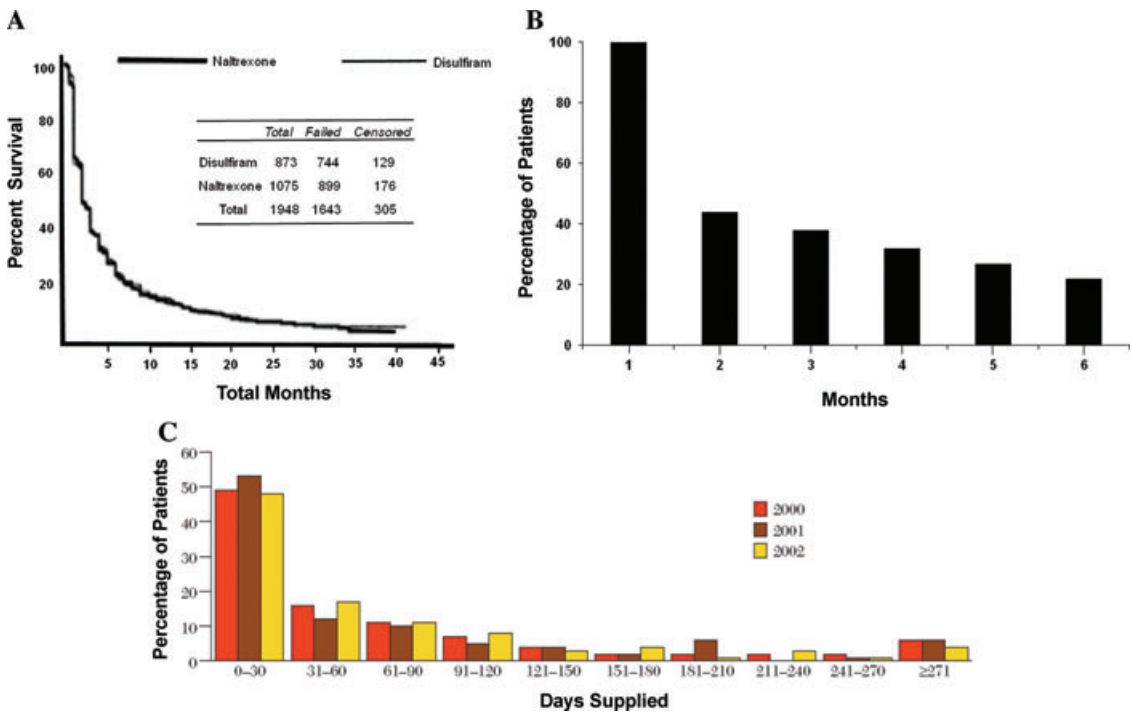 A
Naltrexone Disulfiram
Total Failed Censored
Disulfiram 873 744 129
Naltrexone 1075 899 176
Total 1948 1643 305
Percent Survival
100
80
60
40
20
5 10 15 20 25 30 35 40 45
Total Months
B
Percentage of Patients
100
80
60
40
20
0
1 2 3 4 5 6
Months
C
Percentage of Patients
60
50
40
30
20
10
0
2000
2001
2002
0–30 31–60 61–90 91–120 121–150 151–180 181–210 211–240 241–270 ≥271
Days Supplied